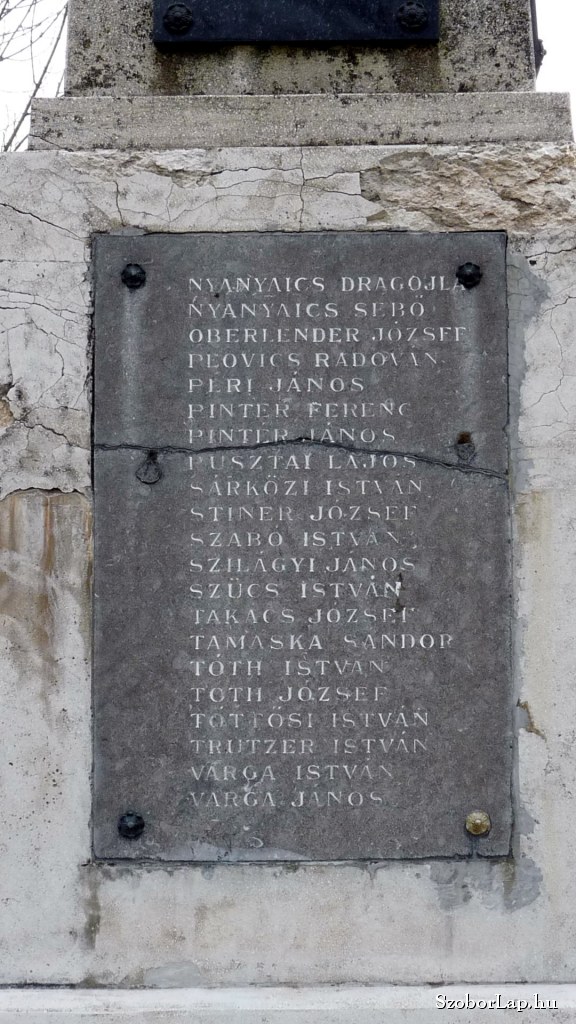 NYANYAICS DRAGOJLA
NYANYAICS SEBŐ
OBERLENDER JÓZSEF
PEOVICS RADOVÁN
PÉRI JÁNOS
PINTÉR FERENC
PINTÉR JÁNOS
PUSZTAI LAJOS
SÁRKÖZI ISTVÁN
STINER JÓZSEF
SZABÓ ISTVÁN
SZILÁGYI JÁNOS
SZÜCS ISTVÁN
TAKÁCS JÓZSEF
TAMASKA SÁNDOR
TÓTH ISTVÁN
TÓTH JÓZSEF
TÖTTŐSI ISTVÁN
TRUTZER ISTVÁN
VARGA ISTVÁN
VARGA JÁNOS
SzoborLap.hu